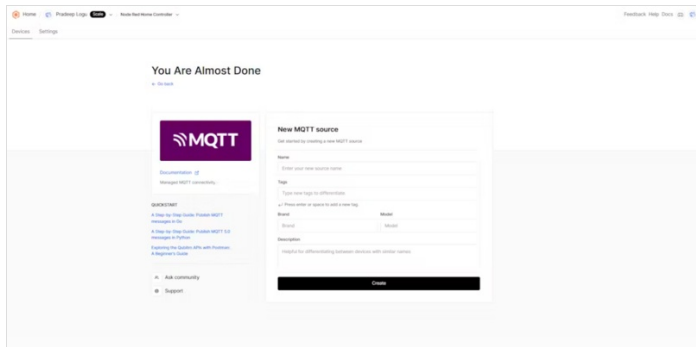 Home
Pradeep Logu Scale
Node-Red Home Controller
Feedback Help Docs
Devices Settings
You Are Almost Done
Go back
MQTT
Documentation
Managed MQTT connectivity.
QUICKSTART
A Step-by-Step Guide: Publish MQTT
messages in Go
A Step-by-Step Guide: Publish MQTT 5.0
messages in Python
Exploring the Quabro APIs with Postman:
A Beginner's Guide
Ask community
Support
New MQTT source
Get started by creating a new MQTT source
Name
Enter your new source name
Tags
Type new tags to differentiate
Press enter or space to add a new tag.
Brand Model
Brand Model
Description
Helpful for differentiating between devices with similar names
Create